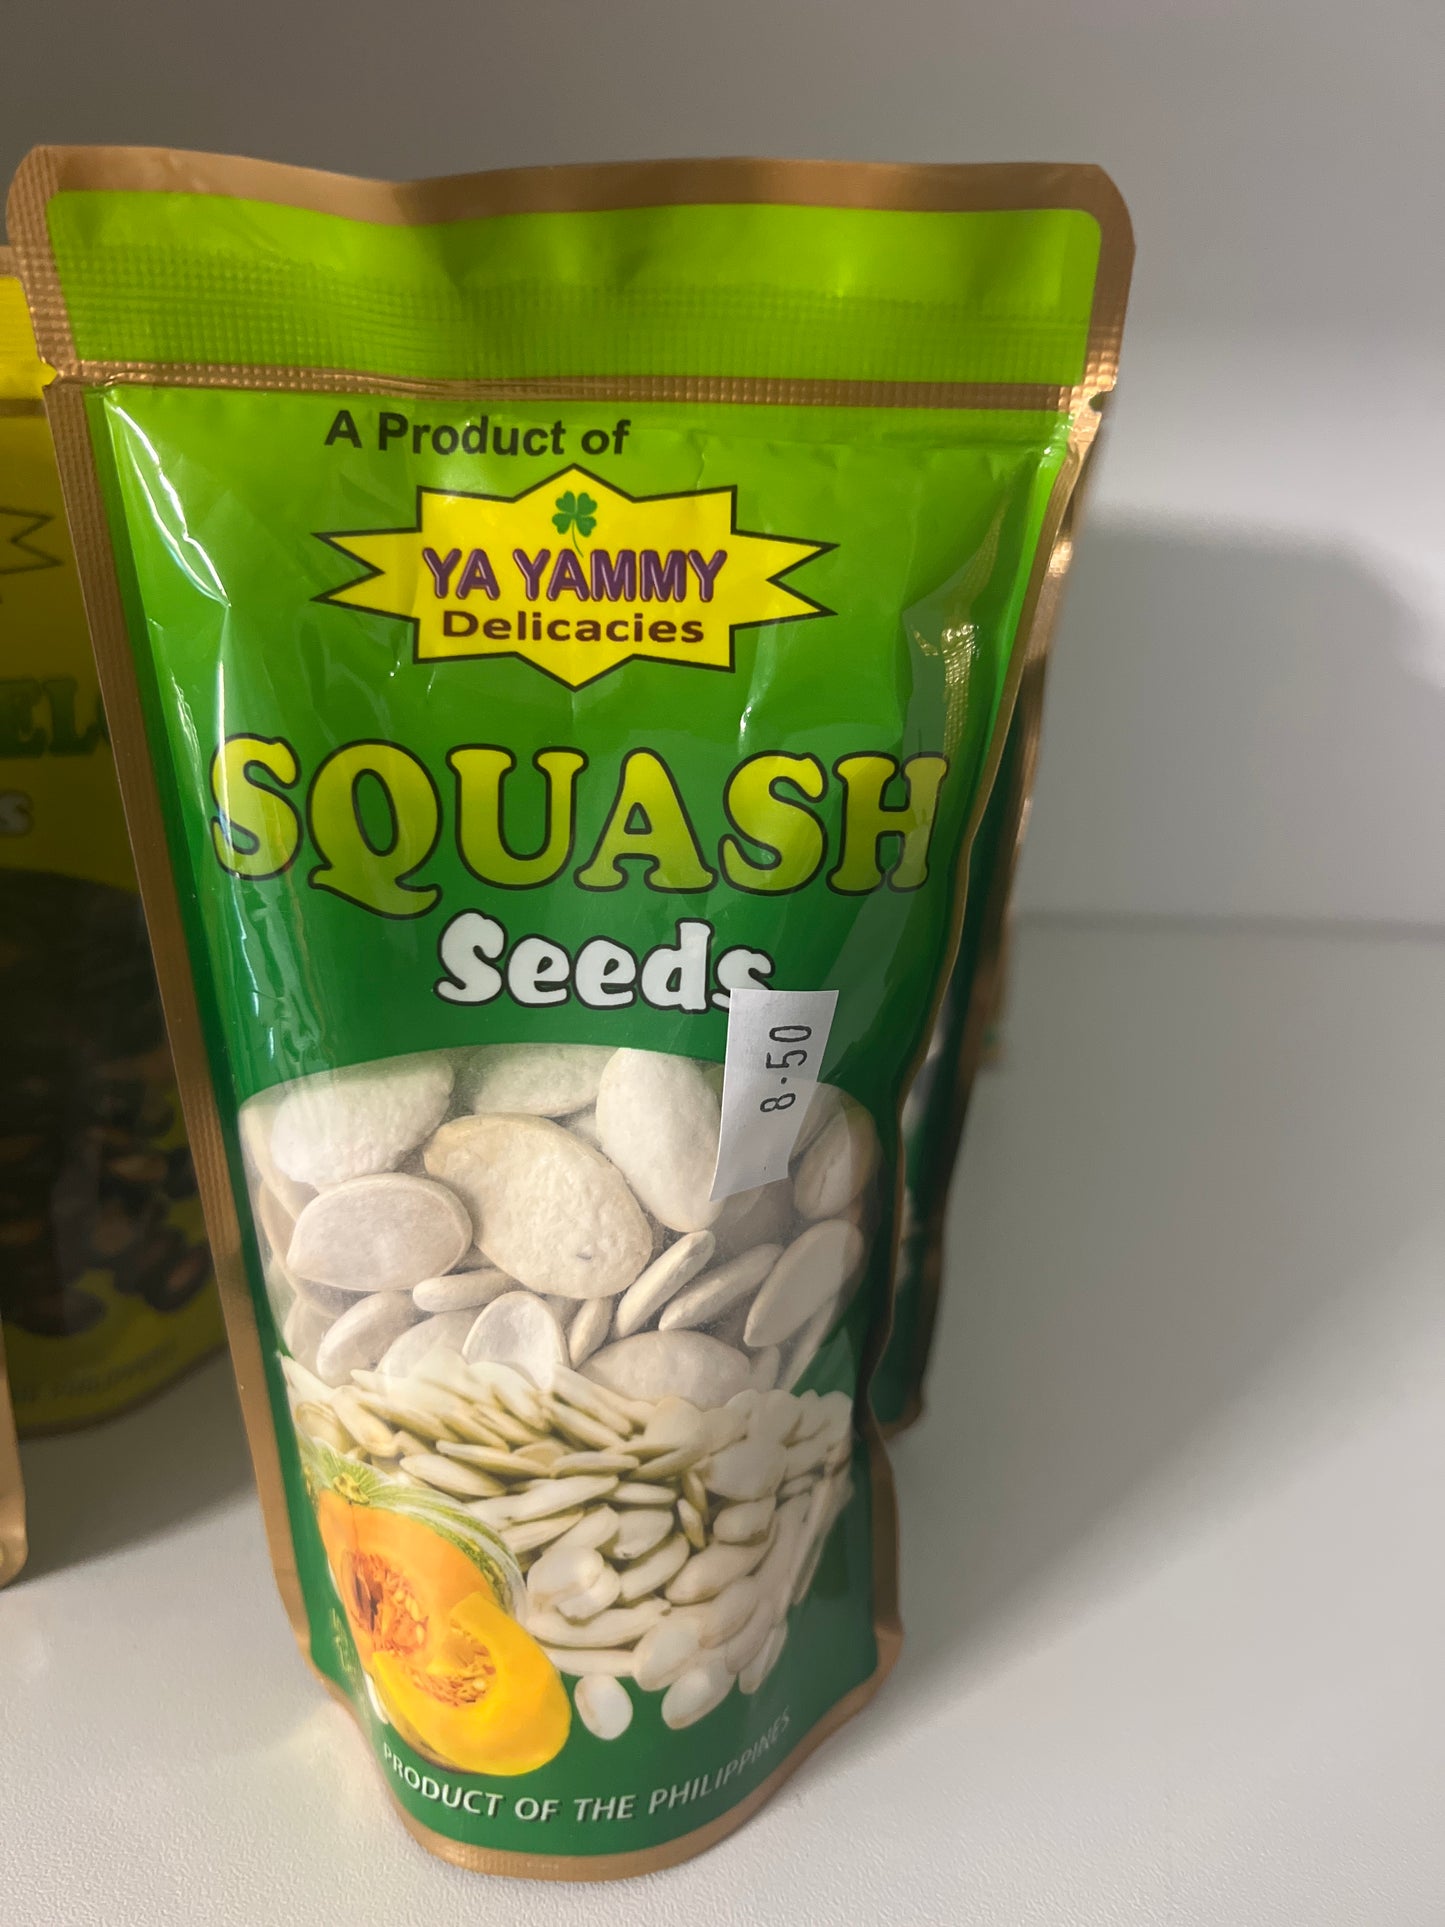 A Product of
YA YAMMY
Delicacies
SQUASH
Seeds
8.50
PRODUCT OF THE PHILIPPINES